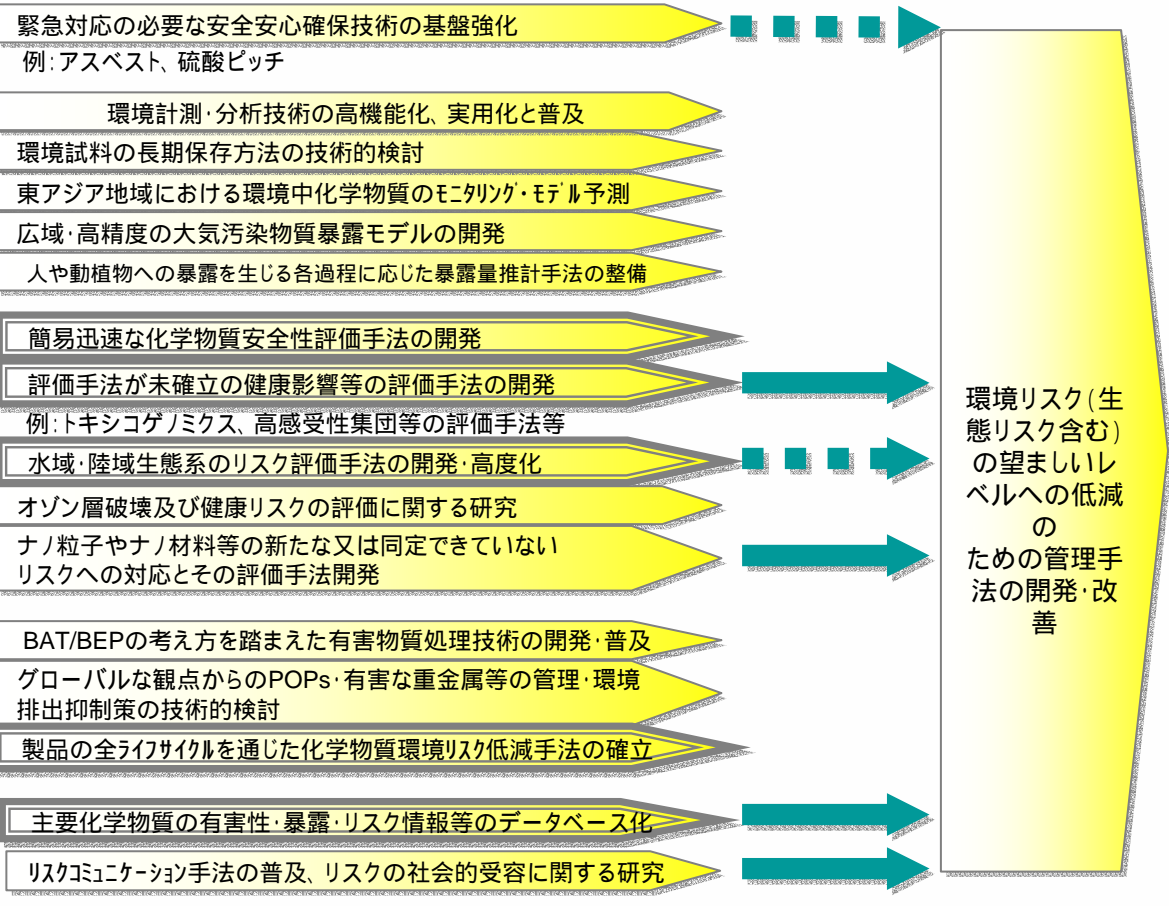 緊急対応の必要な安全安心確保技術の基盤強化
例:アスベスト、硫酸ピッチ
環境計測・分析技術の高機能化、実用化と普及
環境試料の長期保存方法の技術的検討
東アジア地域における環境中化学物質のﾓﾆﾀﾘﾝｸﾞ・ﾓﾃﾞﾙ予測
広域・高精度の大気汚染物質暴露モデルの開発
人や動植物への暴露を生じる各過程に応じた暴露量推計手法の整備
簡易迅速な化学物質安全性評価手法の開発
評価手法が未確立の健康影響等の評価手法の開発
例:トキシコゲノミクス、高感受性集団等の評価手法等
水域・陸域生態系のリスク評価手法の開発・高度化
オゾン層破壊及び健康リスクの評価に関する研究
ナノ粒子やナノ材料等の新たな又は同定できていない
リスクへの対応とその評価手法開発
BAT/BEPの考え方を踏まえた有害物質処理技術の開発・普及
グローバルな観点からのPOPs・有害な重金属等の管理・環境
排出抑制策の技術的検討
製品の全ﾗｲﾌｻｲｸﾙを通じた化学物質環境ﾘｽｸ低減手法の確立
主要化学物質の有害性・暴露・リスク情報等のデータベース化
ﾘｽｸｺﾐｭﾆｹｰｼｮﾝ手法の普及、リスクの社会的受容に関する研究
環境リスク(生
態リスク含む)
の望ましいレ
ベルへの低減
の
ための管理手
法の開発・改
善